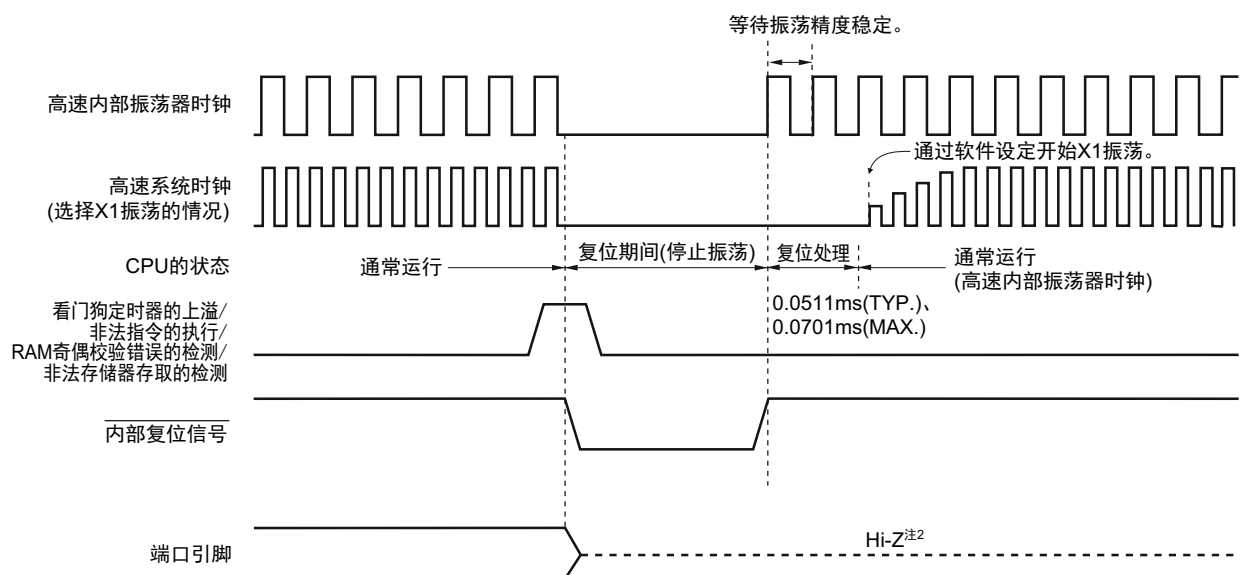 等待振荡精度稳定。
高速内部振荡器时钟
通过软件设定开始X1振荡。
高速系统时钟
(选择X1振荡的情况)
CPU的状态
通常运行
复位期间(停止振荡)
复位处理
通常运行
(高速内部振荡器时钟)
0.0511ms(TYP.)、
0.0701ms(MAX.)
看门狗定时器的上溢/
非法指令的执行/
RAM奇偶校验错误的检测/
非法存储器存取的检测
内部复位信号
端口引脚
Hi-Z注2